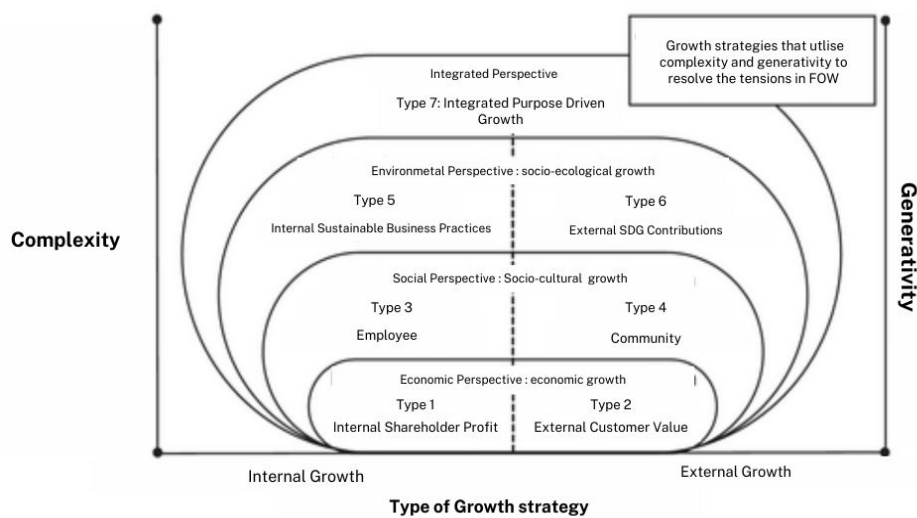 Growth strategies that utlise
complexity and generativity to
resolve the tensions in FOW
Integrated Perspective
Type 7: Integrated Purpose Driven
Growth
Environmetal Perspective : socio-ecological growth
Type 5
Type 6
Internal Sustainable Business Practices
External SDG Contributions
Complexity
Generativity
Social Perspective : Socio-cultural growth
Type 3
Type 4
Employee
Community
Economic Perspective : economic growth
Type 1
Type 2
Internal Shareholder Profit
External Customer Value
Internal Growth
External Growth
Type of Growth strategy